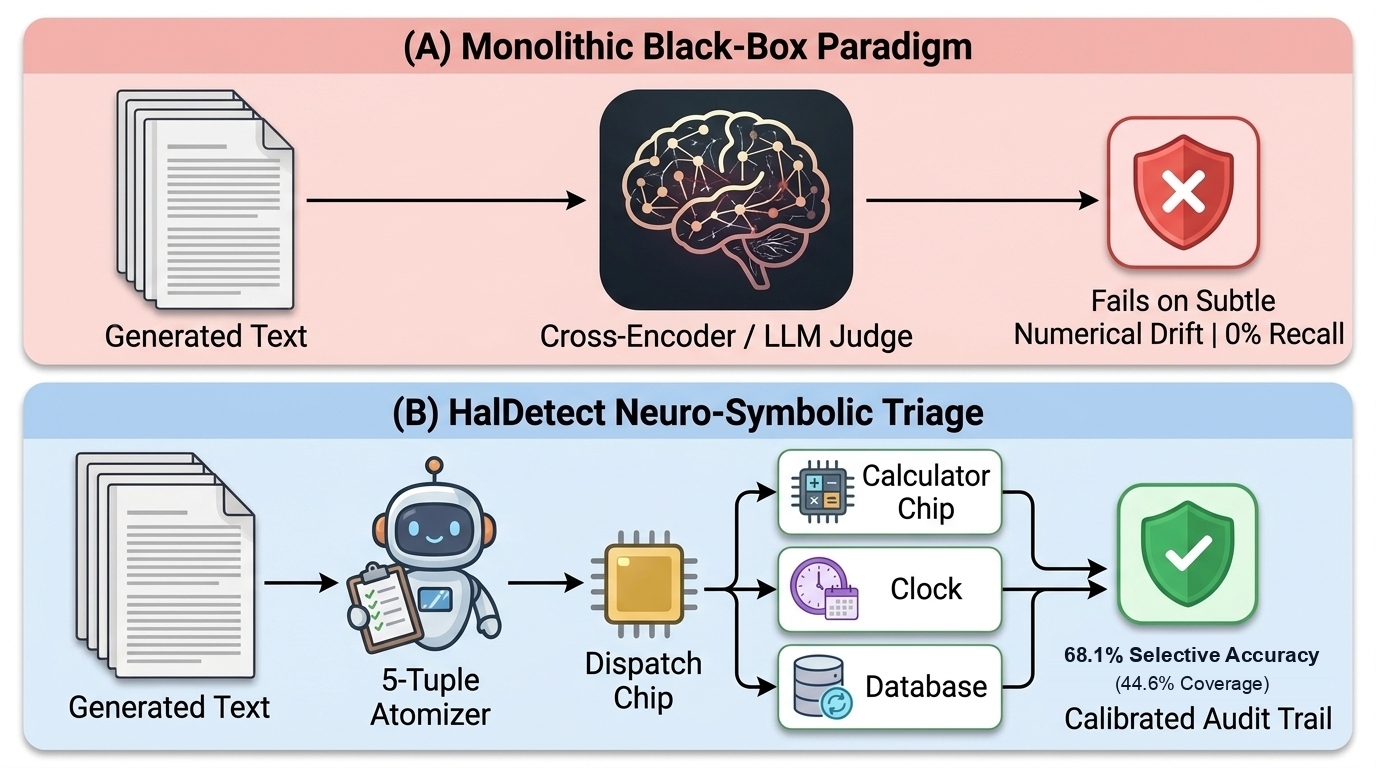 (A) Monolithic Black-Box Paradigm
Generated Text
Cross-Encoder / LLM Judge
Fails on Subtle
Numerical Drift | 0% Recall
(B) HalDetect Neuro-Symbolic Triage
Generated Text
5-Tuple
Atomizer
Dispatch
Chip
Calculator
Chip
Clock
Database
68.1% Selective Accuracy
(44.6% Coverage)
Calibrated Audit Trail